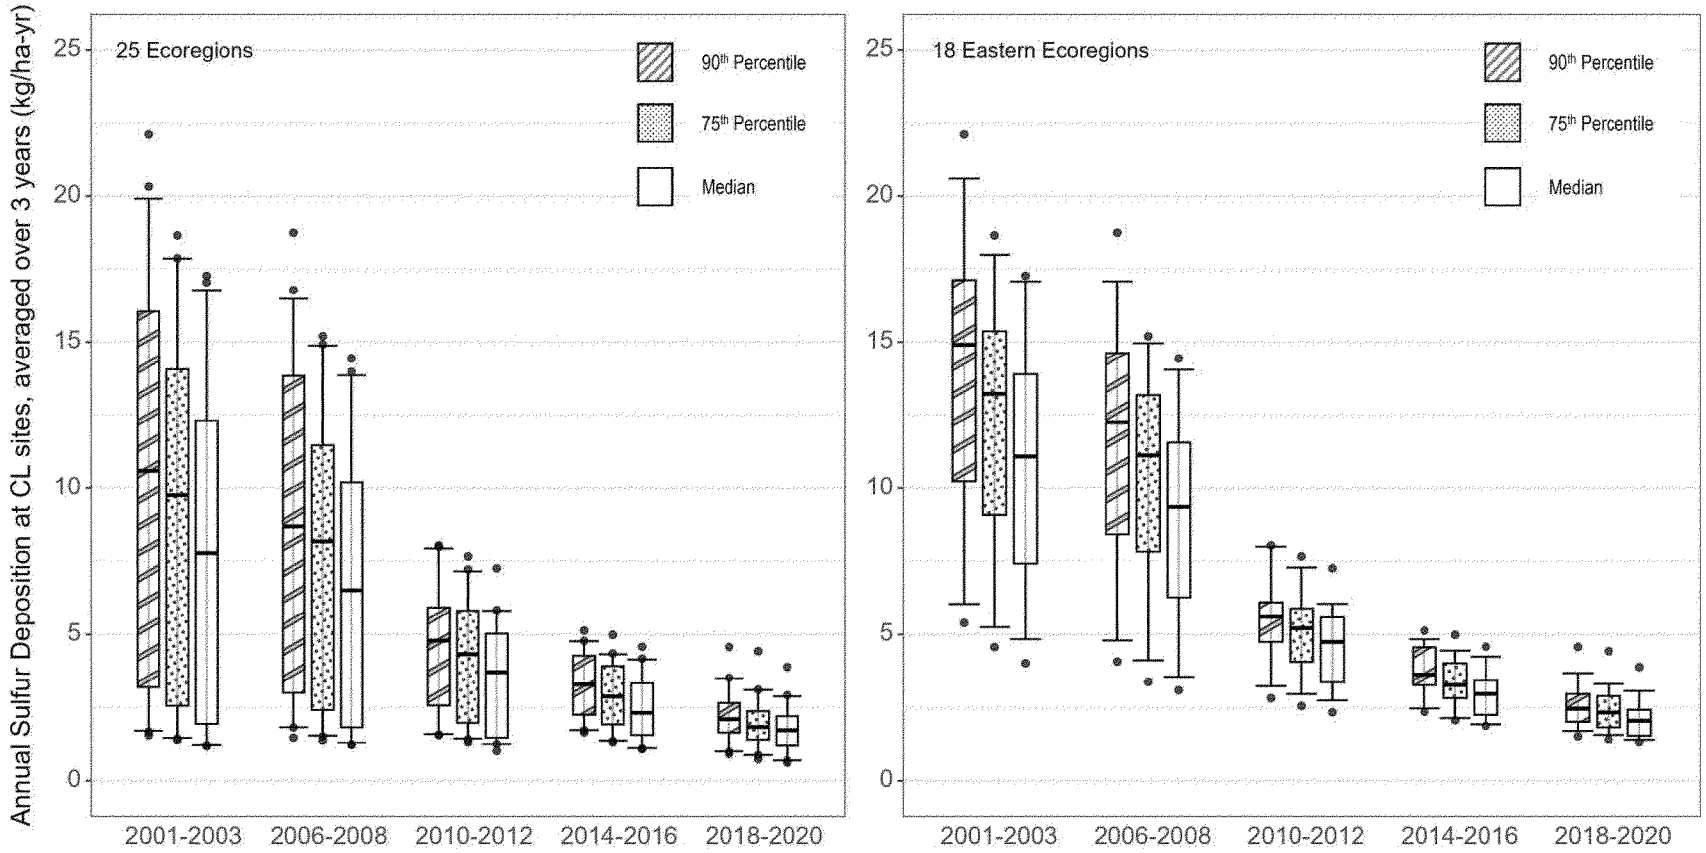 Annual Sulfur Deposition at CL sites, averaged over 3 years (kg/ha-yr)
25 Ecoregions
90th Percentile
75th Percentile
Median
25
20
15
10
5
0
2001-2003
2006-2008
2010-2012
2014-2016
2018-2020
18 Eastern Ecoregions
90th Percentile
75th Percentile
Median
25
20
15
10
5
0
2001-2003
2006-2008
2010-2012
2014-2016
2018-2020